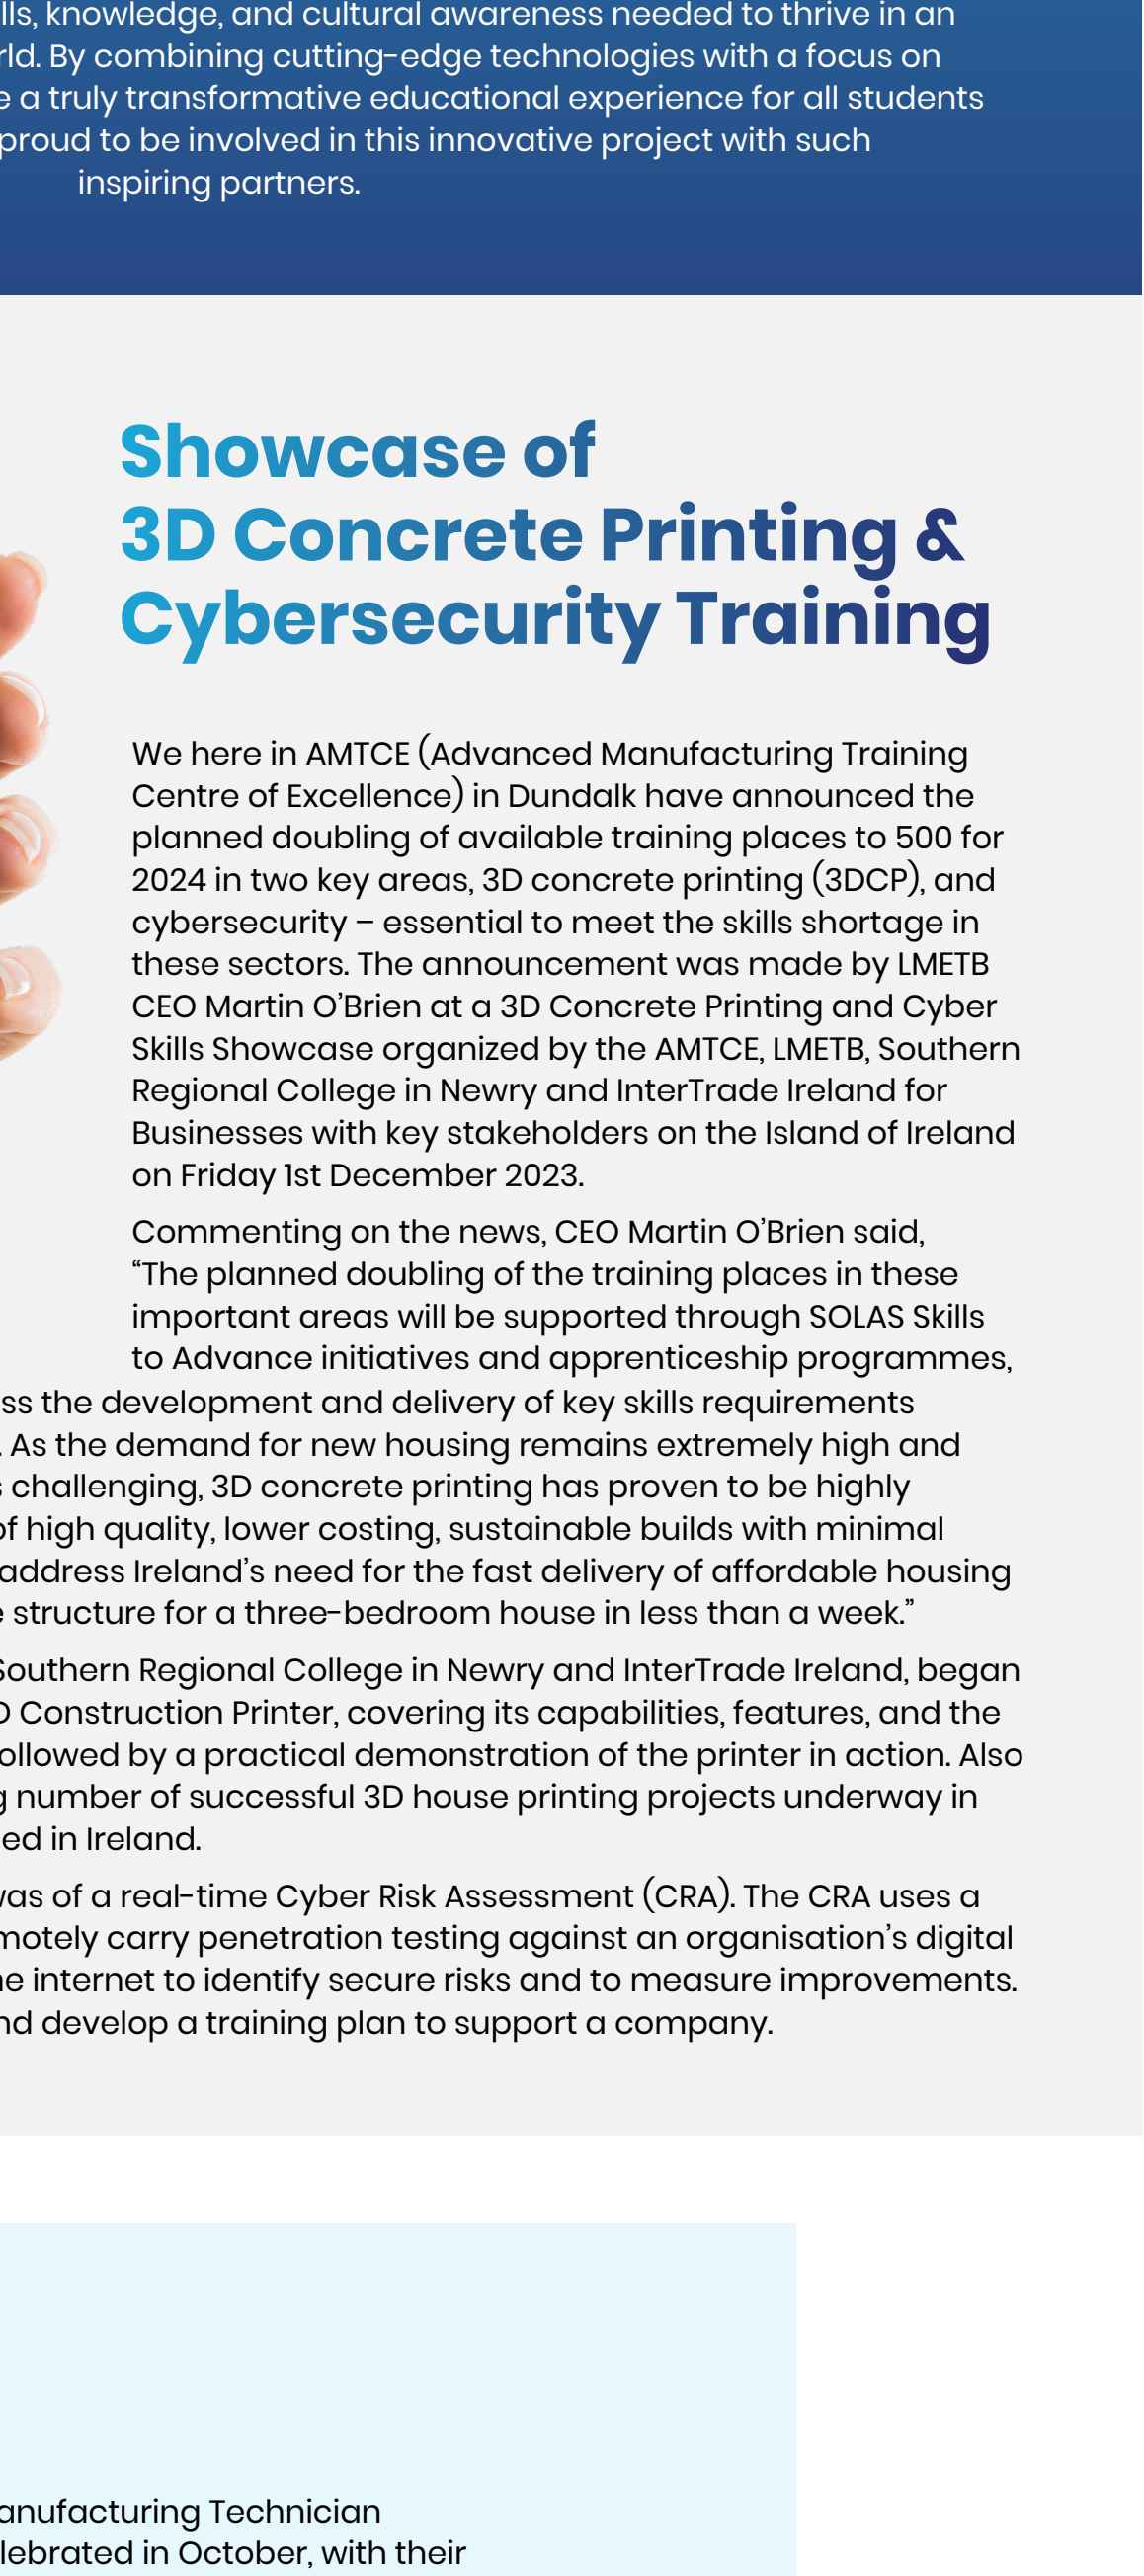 lls, knowledge, and cultural awareness needed to thrive in an
rld. By combining cutting-edge technologies with a focus on
e a truly transformative educational experience for all students
proud to be involved in this innovative project with such
inspiring partners.
Showcase of
3D Concrete Printing &
Cybersecurity Training
We here in AMTCE (Advanced Manufacturing Training
Centre of Excellence) in Dundalk have announced the
planned doubling of available training places to 500 for
2024 in two key areas, 3D concrete printing (3DCP), and
cybersecurity – essential to meet the skills shortage in
these sectors. The announcement was made by LMETB
CEO Martin O’Brien at a 3D Concrete Printing and Cyber
Skills Showcase organized by the AMTCE, LMETB, Southern
Regional College in Newry and InterTrade Ireland for
Businesses with key stakeholders on the Island of Ireland
on Friday 1st December 2023.
Commenting on the news, CEO Martin O’Brien said,
“The planned doubling of the training places in these
important areas will be supported through SOLAS Skills
to Advance initiatives and apprenticeship programmes,
ss the development and delivery of key skills requirements
. As the demand for new housing remains extremely high and
s challenging, 3D concrete printing has proven to be highly
of high quality, lower costing, sustainable builds with minimal
address Ireland’s need for the fast delivery of affordable housing
e structure for a three-bedroom house in less than a week.”
Southern Regional College in Newry and InterTrade Ireland, began
D Construction Printer, covering its capabilities, features, and the
ollowed by a practical demonstration of the printer in action. Also
g number of successful 3D house printing projects underway in
ed in Ireland.
was of a real-time Cyber Risk Assessment (CRA). The CRA uses a
motely carry penetration testing against an organisation’s digital
he internet to identify secure risks and to measure improvements.
nd develop a training plan to support a company.
anufacturing Technician
lebrated in October, with their